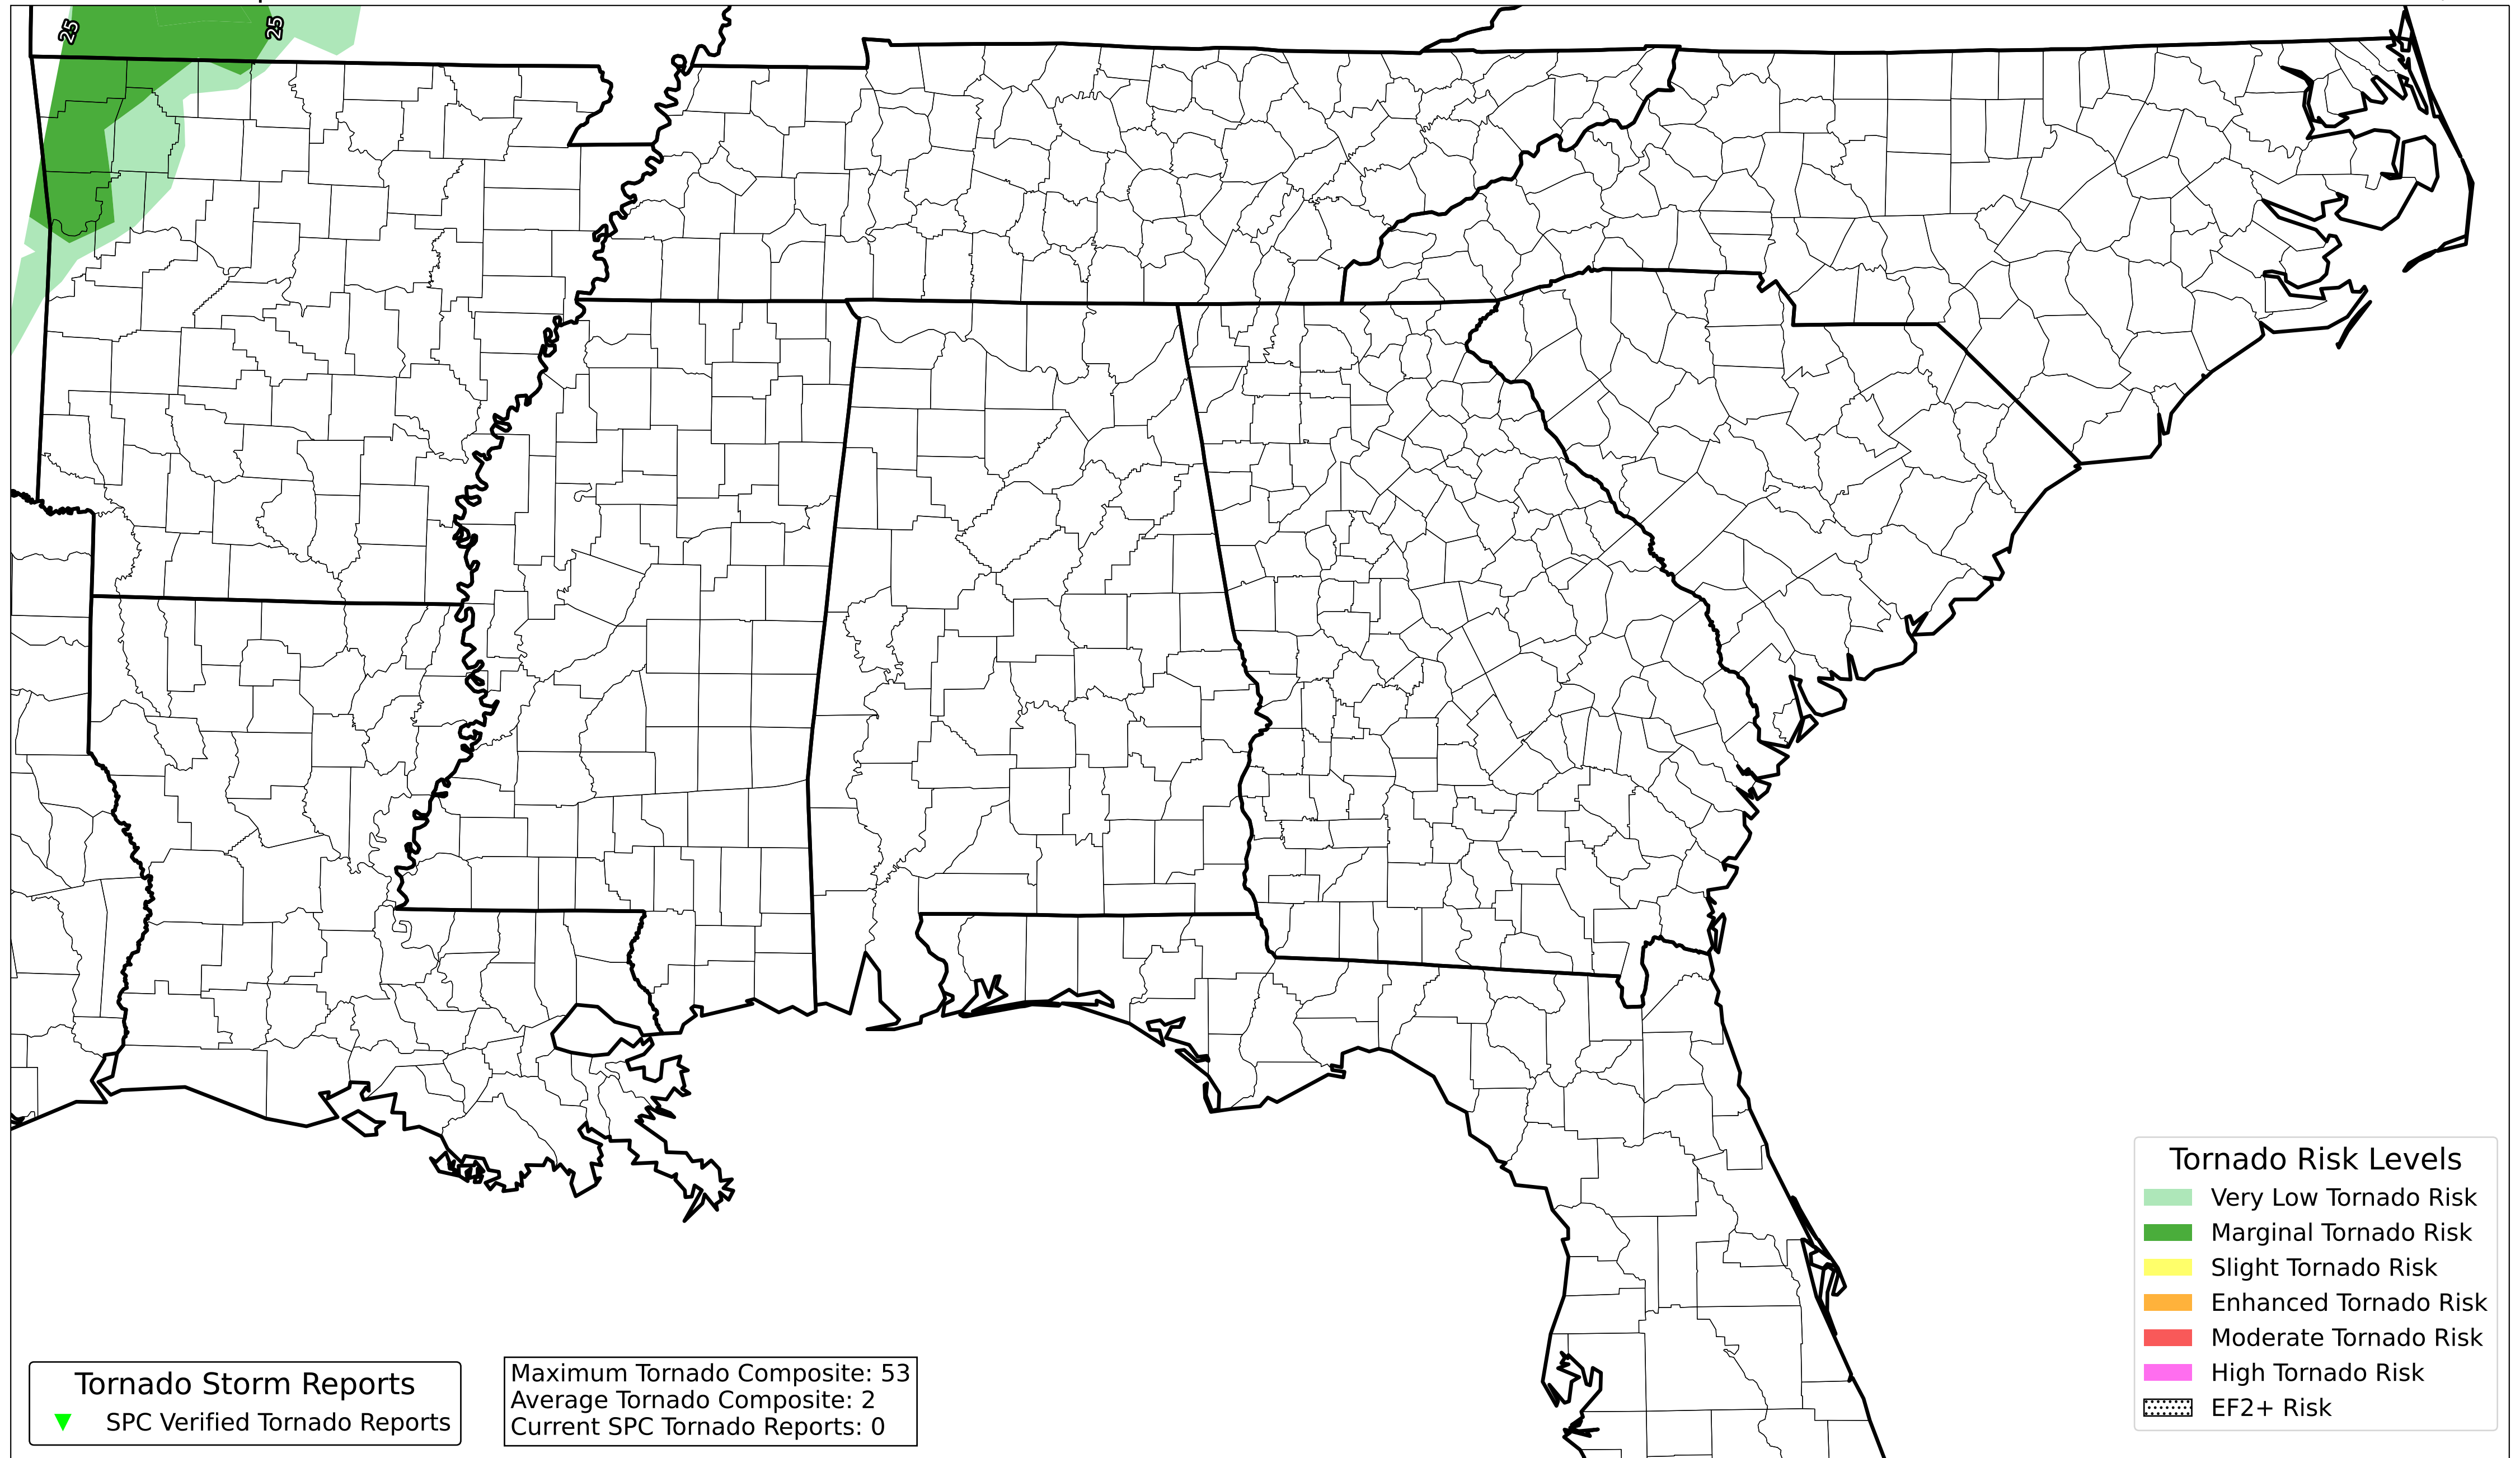 25
25
Tornado Risk Levels
Very Low Tornado Risk
Marginal Tornado Risk
Slight Tornado Risk
Enhanced Tornado Risk
Moderate Tornado Risk
High Tornado Risk
EF2+ Risk
Tornado Storm Reports
SPC Verified Tornado Reports
Maximum Tornado Composite: 53
Average Tornado Composite: 2
Current SPC Tornado Reports: 0